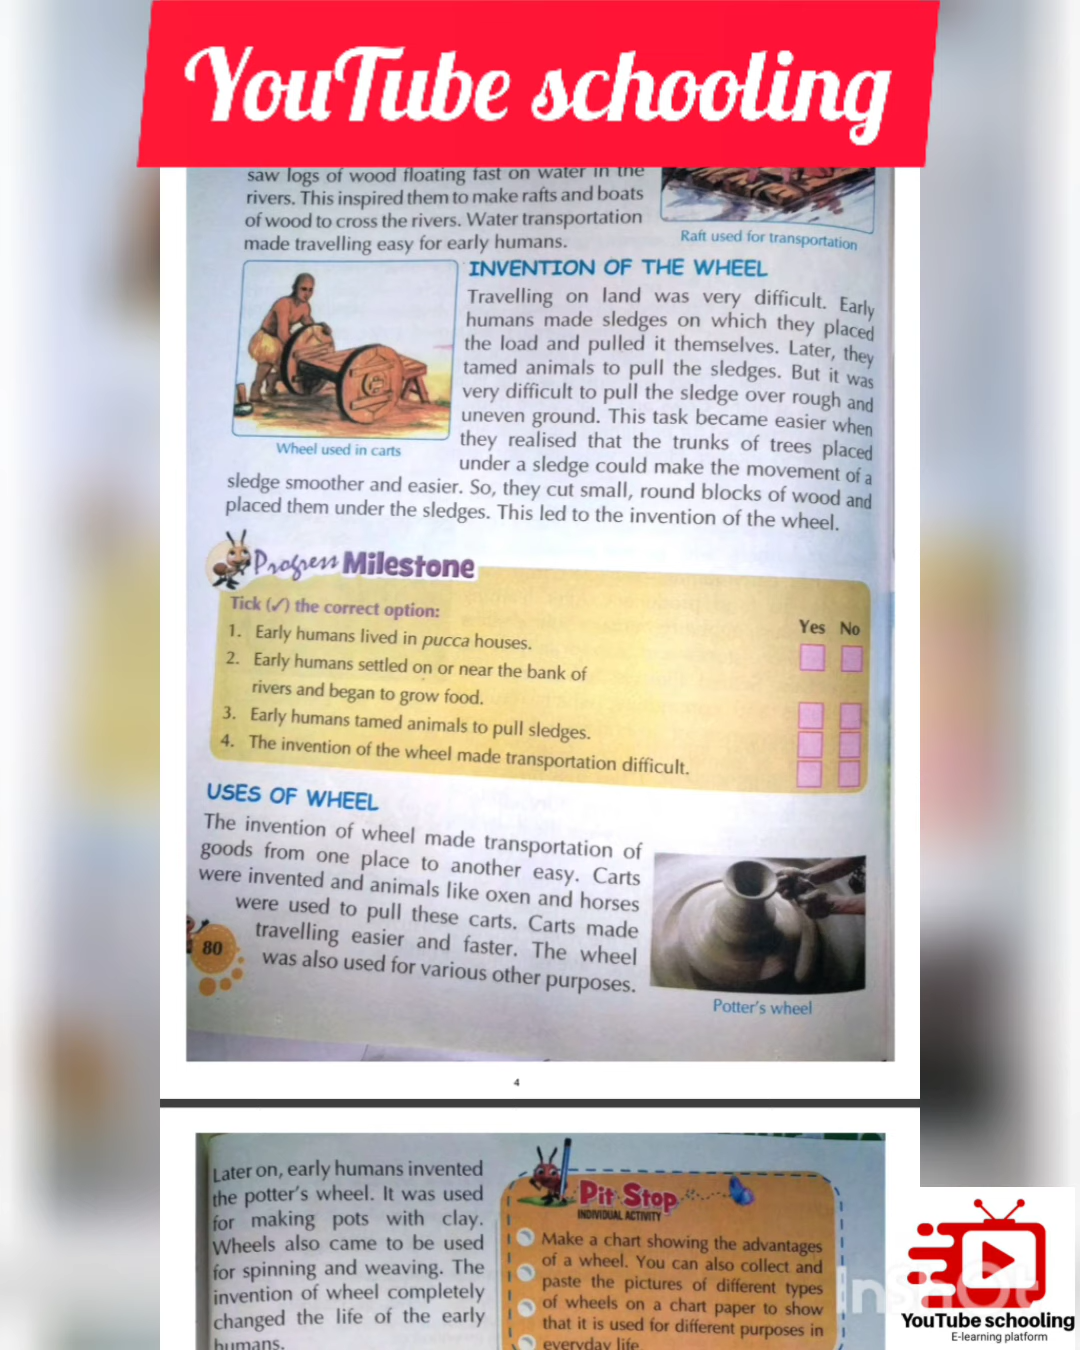 YouTube schooling
saw logs of wood floating fast on water in the
rivers. This inspired them to make rafts and boats
of wood to cross the rivers. Water transportation
made travelling easy for early humans.
Raft used for transportation
INVENTION OF THE WHEEL
Travelling on land was very difficult. Early
humans made sledges on which they placed
the load and pulled it themselves. Later, they
tamed animals to pull the sledges. But it was
very difficult to pull the sledge over rough and
uneven ground. This task became easier when
they realised that the trunks of trees placed
under a sledge could make the movement of a
sledge smoother and easier. So, they cut small, round blocks of wood and
placed them under the sledges. This led to the invention of the wheel.
Wheel used in carts
Progress Milestone
Tick (✓) the correct option:
Yes No
1. Early humans lived in pucca houses.
2. Early humans settled on or near the bank of
rivers and began to grow food.
3. Early humans tamed animals to pull sledges.
4. The invention of the wheel made transportation difficult.
USES OF WHEEL
The invention of wheel made transportation of
goods from one place to another easy. Carts
were invented and animals like oxen and horses
were used to pull these carts. Carts made
travelling easier and faster. The wheel
was also used for various other purposes.
80
Potter's wheel
4
Later on, early humans invented
the potter's wheel. It was used
for making pots with clay.
Wheels also came to be used
for spinning and weaving. The
invention of wheel completely
changed the life of the early
humans.
Pit Stop
INDIVIDUAL ACTIVITY
Make a chart showing the advantages
of a wheel. You can also collect and
paste the pictures of different types
of wheels on a chart paper to show
that it is used for different purposes in
everyday life
InShOt
YouTube schooling
E-learning platform